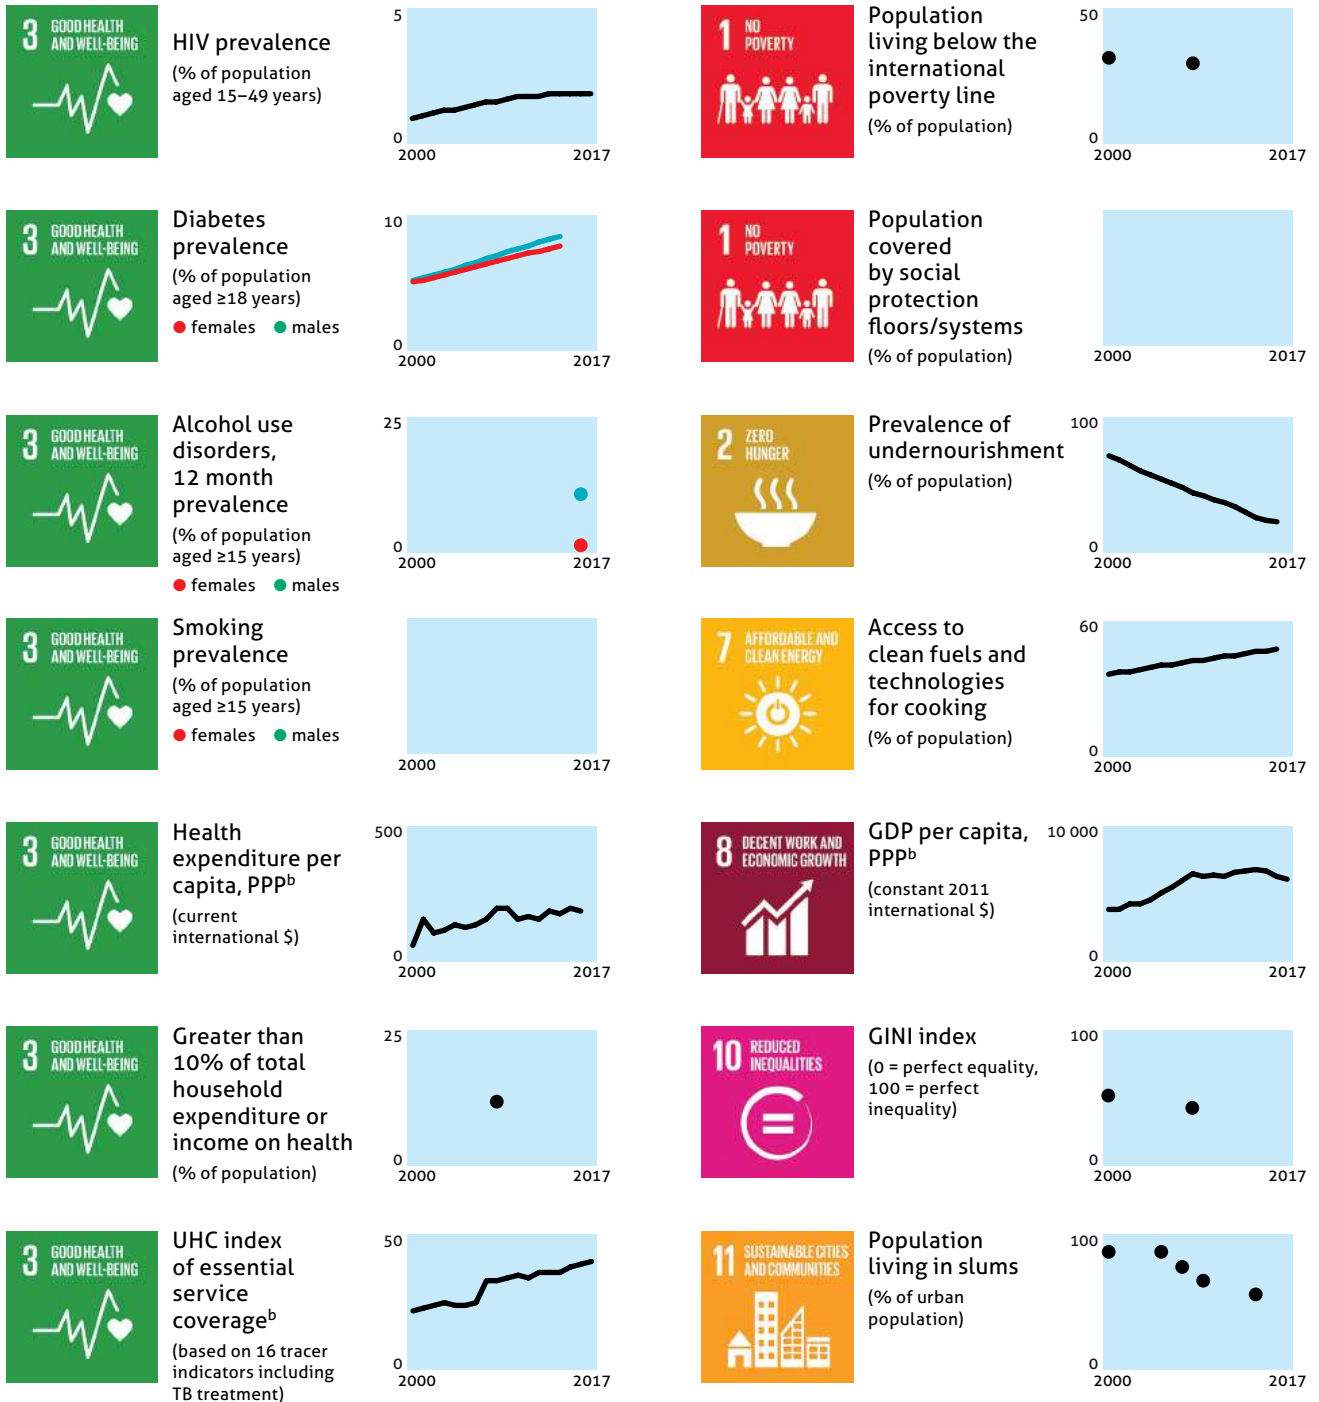 3 GOOD HEALTH
AND WELL-BEING
HIV prevalence
(% of population
aged 15–49 years)
5
0
2000 2017
3 GOOD HEALTH
AND WELL-BEING
Diabetes
prevalence
(% of population
aged ≥18 years)
females males
10
0
2000 2017
3 GOOD HEALTH
AND WELL-BEING
Alcohol use
disorders,
12 month
prevalence
(% of population
aged ≥15 years)
females males
25
0
2000 2017
3 GOOD HEALTH
AND WELL-BEING
Smoking
prevalence
(% of population
aged ≥15 years)
females males
2000 2017
3 GOOD HEALTH
AND WELL-BEING
Health
expenditure per
capita, PPPᵇ
(current
international $)
500
0
2000 2017
3 GOOD HEALTH
AND WELL-BEING
Greater than
10% of total
household
expenditure or
income on health
(% of population)
25
0
2000 2017
3 GOOD HEALTH
AND WELL-BEING
UHC index
of essential
service
coverageᵇ
(based on 16 tracer
indicators including
TB treatment)
50
0
2000 2017
1 NO
POVERTY
Population
living below the
international
poverty line
(% of population)
50
0
2000 2017
1 NO
POVERTY
Population
covered
by social
protection
floors/systems
(% of population)
2000 2017
2 ZERO
HUNGER
Prevalence of
undernourishment
(% of population)
100
0
2000 2017
7 AFFORDABLE AND
CLEAN ENERGY
Access to
clean fuels and
technologies
for cooking
(% of population)
60
0
2000 2017
8 DECENT WORK AND
ECONOMIC GROWTH
GDP per capita,
PPPᵇ
(constant 2011
international $)
10 000
0
2000 2017
10 REDUCED
INEQUALITIES
GINI index
(0 = perfect equality,
100 = perfect
inequality)
100
0
2000 2017
11 SUSTAINABLE CITIES
AND COMMUNITIES
Population
living in slums
(% of urban
population)
100
0
2000 2017